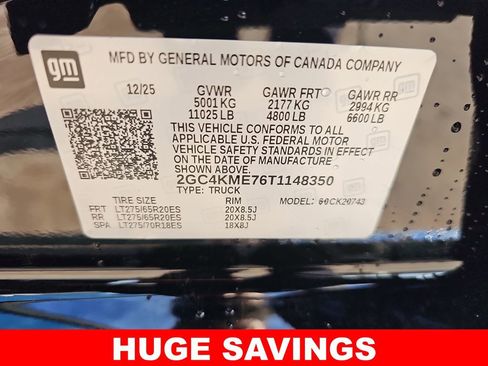 gm
MFD BY GENERAL MOTORS OF CANADA COMPANY
12/25 GVWR GAWR FRT GAWR RR
5001 KG 2177 KG 2994 KG
11025 LB 4800 LB 6600 LB
THIS VEHICLE CONFORMS TO ALL
APPLICABLE U.S. FEDERAL MOTOR
VEHICLE SAFETY STANDARDS IN EFFECT
ON THE DATE OF MANUFACTURE SHOWN ABOVE.
2GC4KME76T1148350
TYPE: TRUCK
TIRE SIZE RIM MODEL: CK20743
FRT LT275/65R20ES 20X8.5J
RR LT275/65R20ES 20X8.5J
SPA LT275/70R18ES 18X8J
HUGE SAVINGS